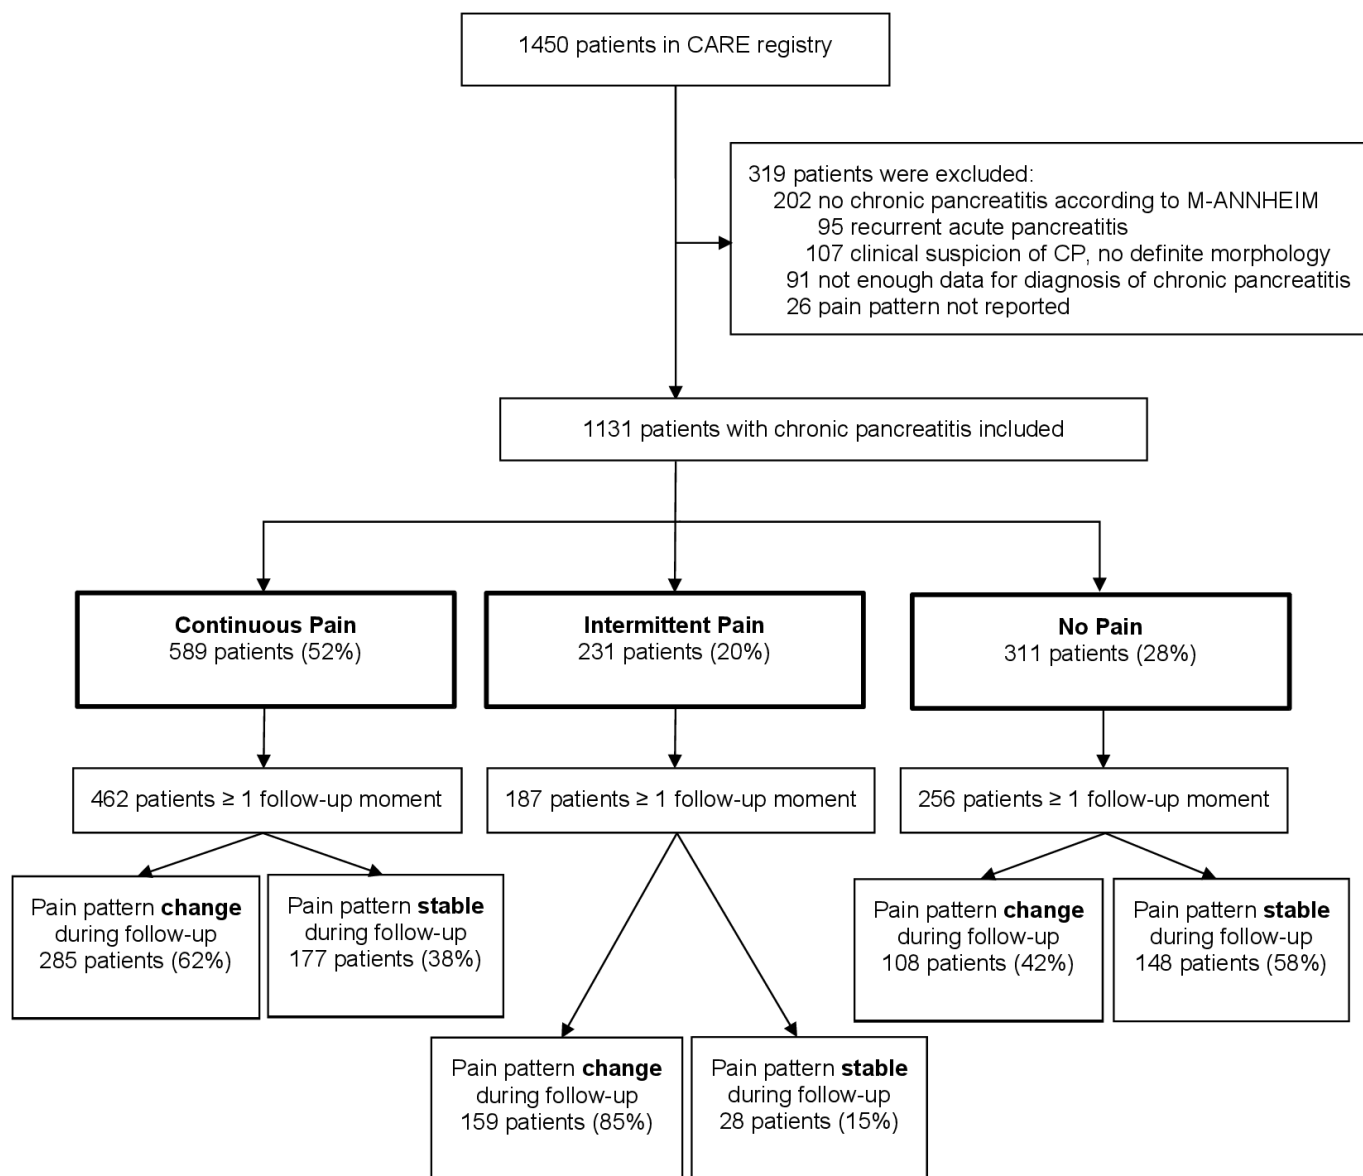 1450 patients in CARE registry
319 patients were excluded:
202 no chronic pancreatitis according to M-ANNHEIM
95 recurrent acute pancreatitis
107 clinical suspicion of CP, no definite morphology
91 not enough data for diagnosis of chronic pancreatitis
26 pain pattern not reported
1131 patients with chronic pancreatitis included
Continuous Pain
589 patients (52%)
Intermittent Pain
231 patients (20%)
No Pain
311 patients (28%)
462 patients ≥ 1 follow-up moment
187 patients ≥ 1 follow-up moment
256 patients ≥ 1 follow-up moment
Pain pattern change
during follow-up
285 patients (62%)
Pain pattern stable
during follow-up
177 patients (38%)
Pain pattern change
during follow-up
159 patients (85%)
Pain pattern stable
during follow-up
28 patients (15%)
Pain pattern change
during follow-up
108 patients (42%)
Pain pattern stable
during follow-up
148 patients (58%)